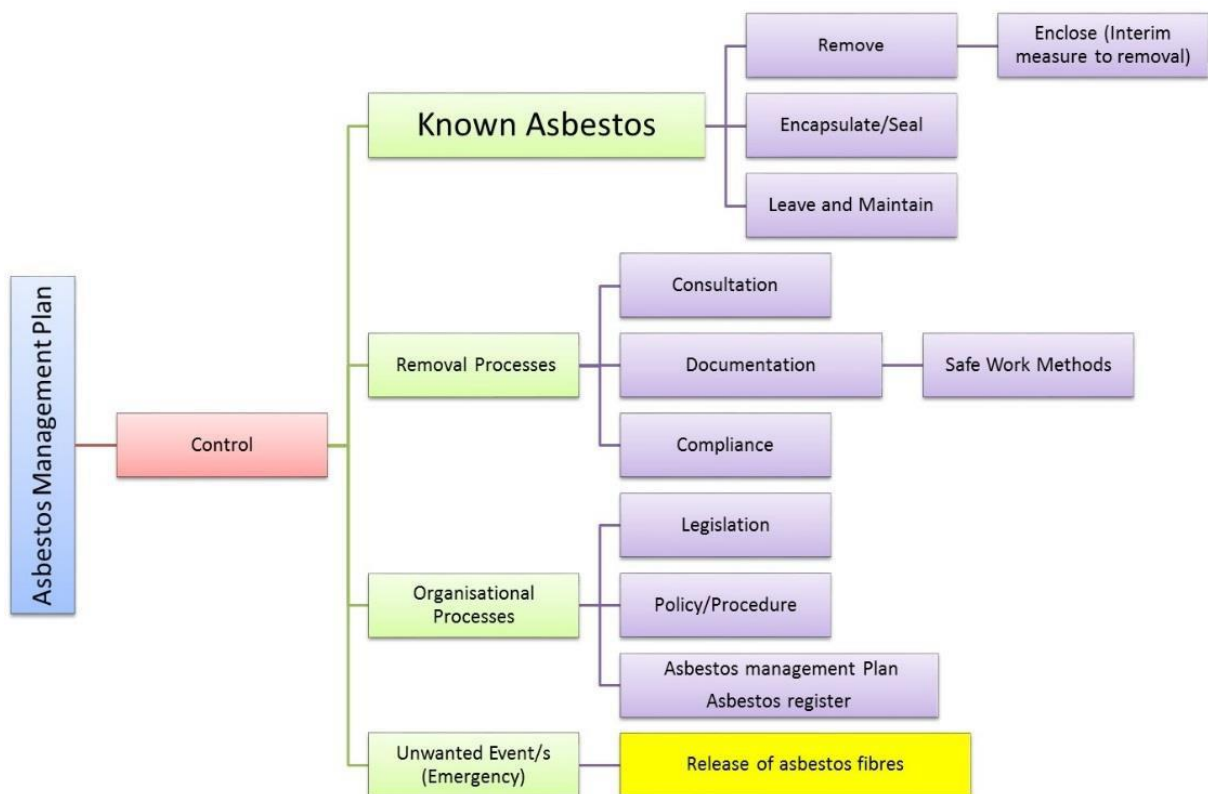 Asbestos Management Plan
Control
Known Asbestos
Remove
Enclose (Interim
measure to removal)
Encapsulate/Seal
Leave and Maintain
Removal Processes
Consultation
Documentation
Safe Work Methods
Compliance
Organisational
Processes
Legislation
Policy/Procedure
Asbestos management Plan
Asbestos register
Unwanted Event/s
(Emergency)
Release of asbestos fibres